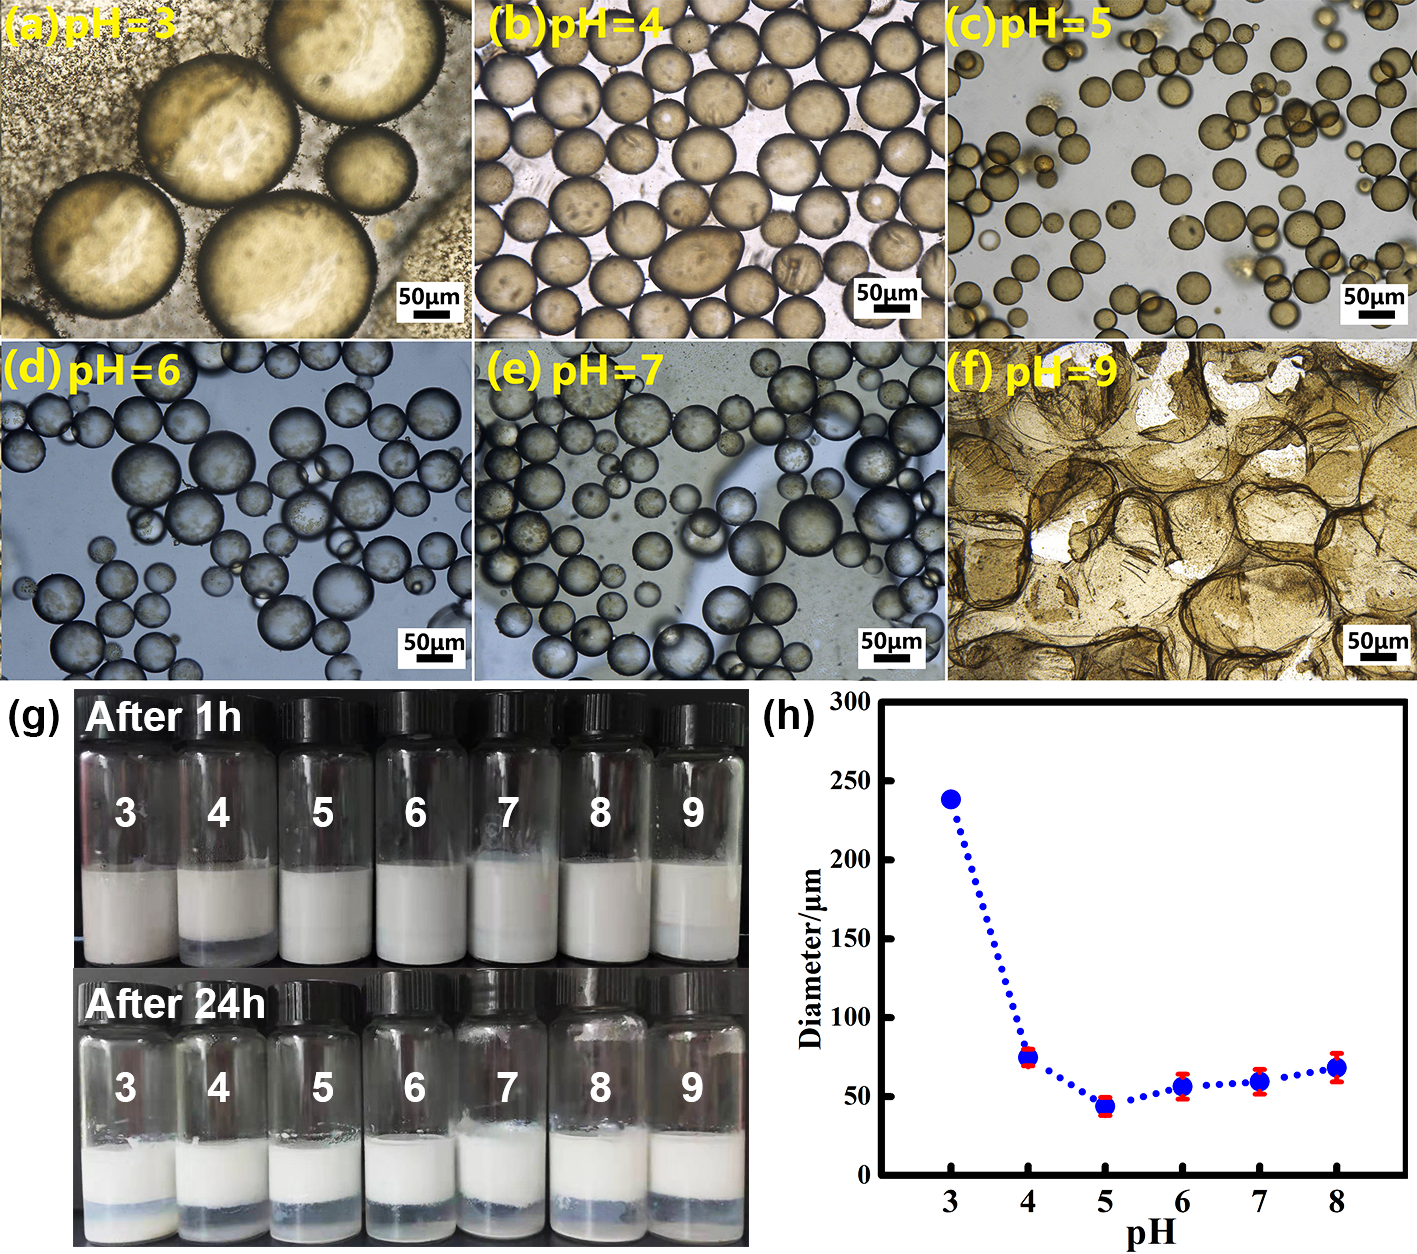 (a) pH=3
(b) pH=4
(c) pH=5
50μm
50μm
50μm
(d) pH=6
(e) pH=7
(f) pH=9
50μm
50μm
50μm
(g) After 1h
3 4 5 6 7 8 9
After 24h
3 4 5 6 7 8 9
(h)
300
250
200
150
100
50
0
Diameter/μm
3 4 5 6 7 8
pH